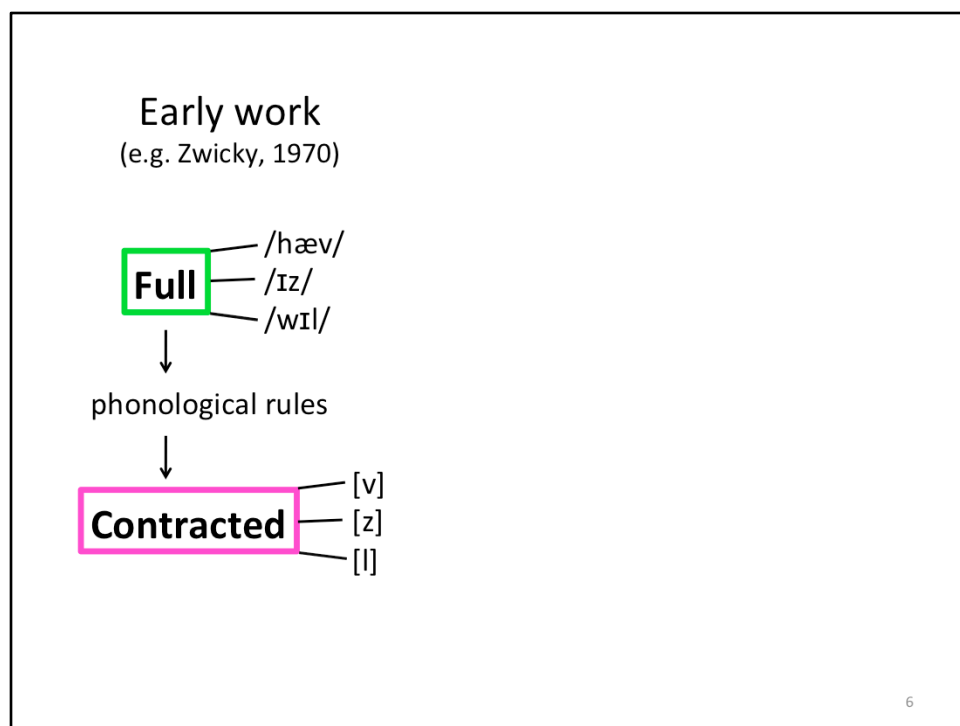 Early work
(e.g. Zwicky, 1970)
/hæv/
Full
/ɪz/
/wɪl/
phonological rules
[v]
Contracted
[z]
[l]
6